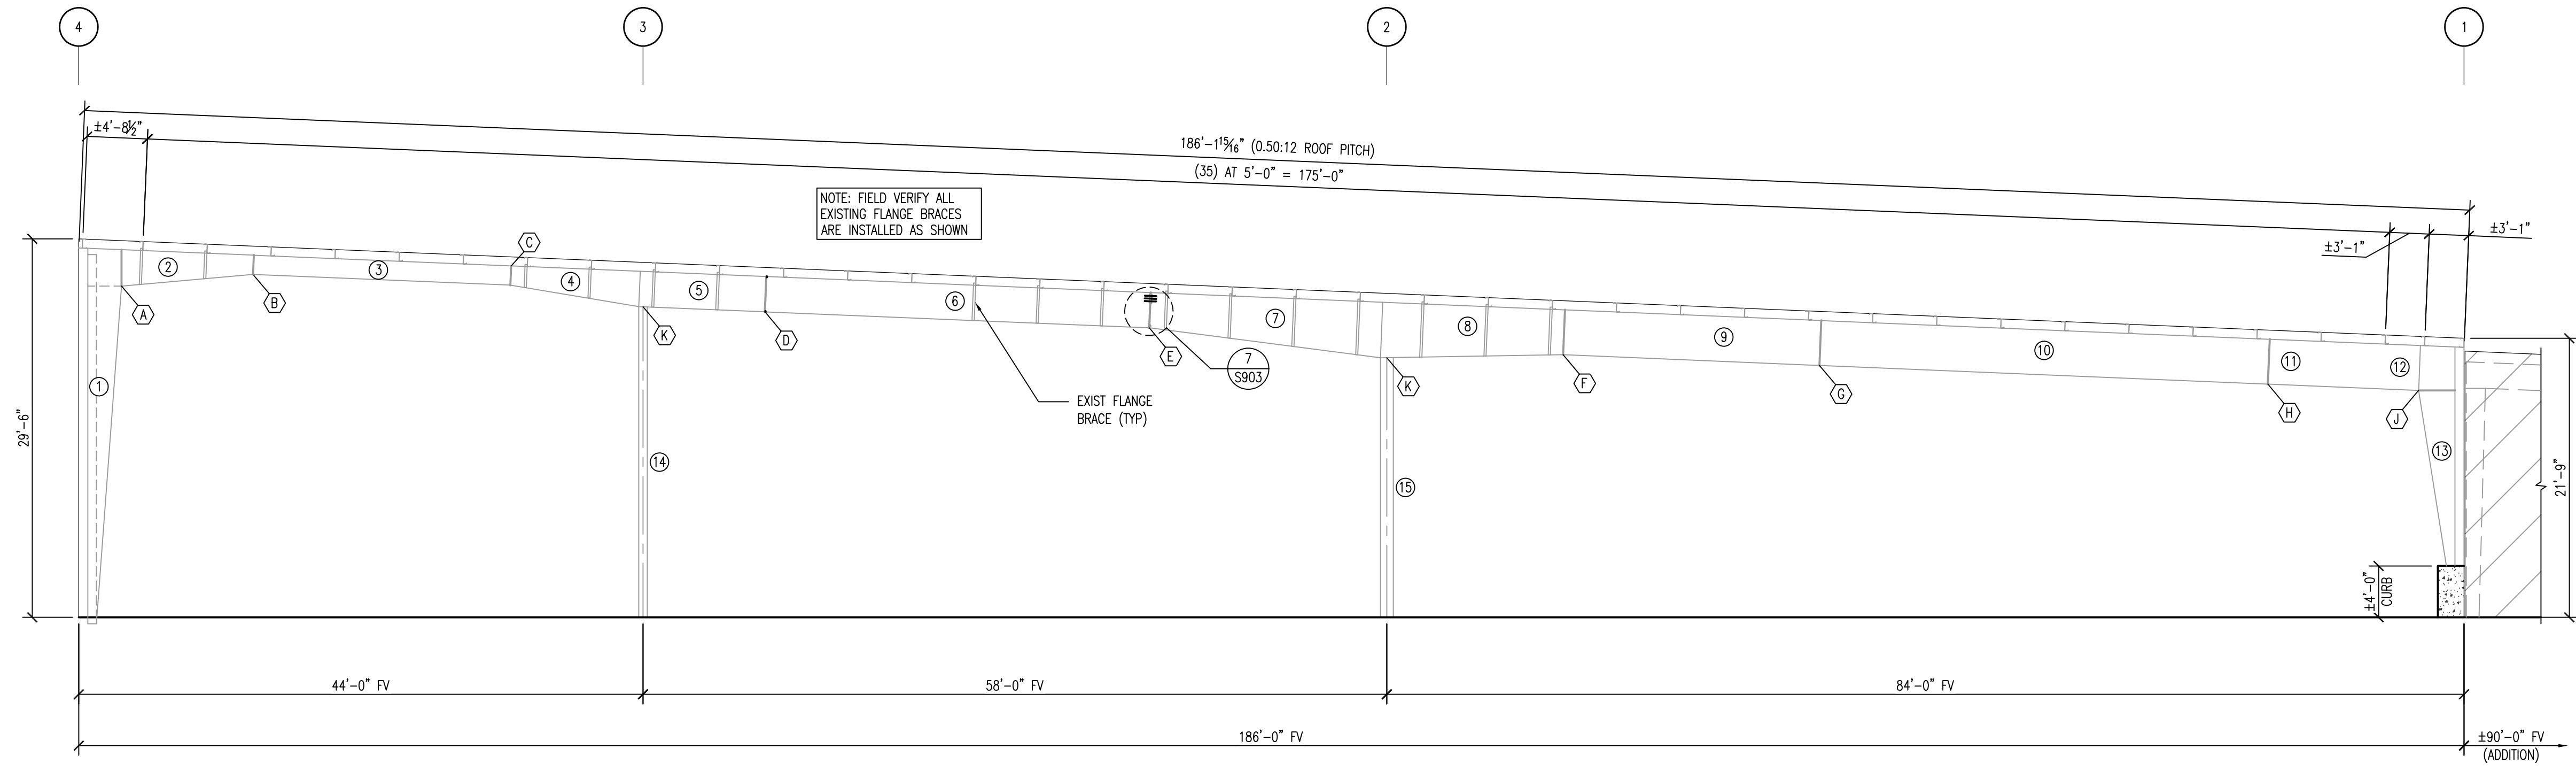 4
3
2
1
±4'-8½"
186'-1 15/16" (0.50:12 ROOF PITCH)
(35) AT 5'-0" = 175'-0"
±3'-1"
±3'-1"
NOTE: FIELD VERIFY ALL
EXISTING FLANGE BRACES
ARE INSTALLED AS SHOWN
C
2
3
4
5
6
7
8
9
10
11
12
A
B
K
D
E
K
F
G
H
J
7
S903
1
EXIST FLANGE
BRACE (TYP)
13
14
15
29'-6"
21'-9"
±4'-0"
CURB
44'-0" FV
58'-0" FV
84'-0" FV
186'-0" FV
±90'-0" FV
(ADDITION)